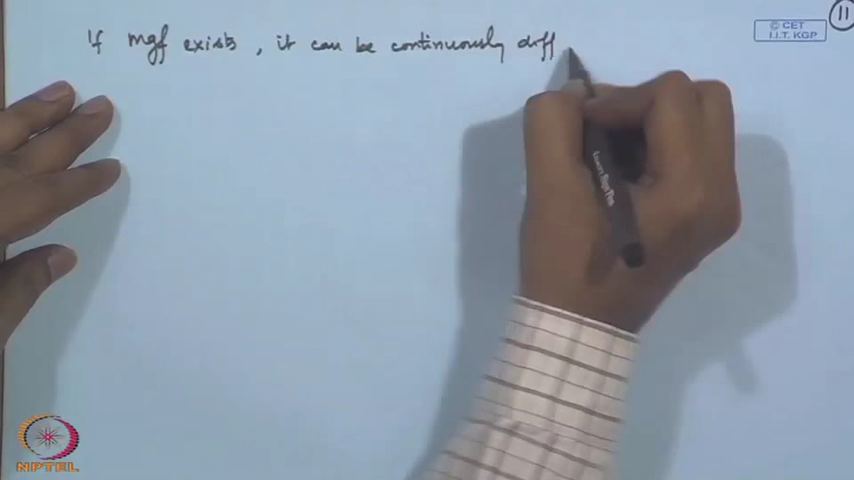 If mgf exists, it can be continuously diff
© CET
I.I.T. KGP
11
NPTEL